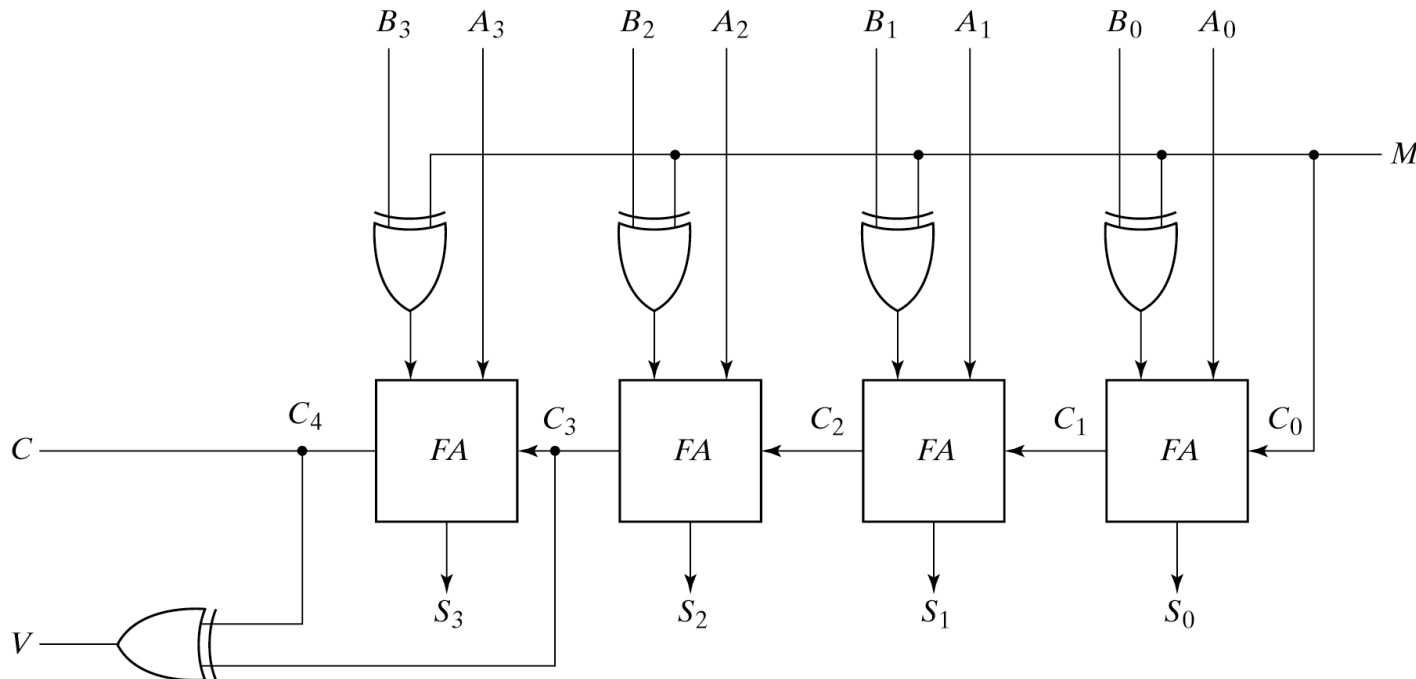 B₃ A₃ B₂ A₂ B₁ A₁ B₀ A₀
M
C₄ C₃ C₂ C₁ C₀
C FA FA FA FA
S₃ S₂ S₁ S₀
V